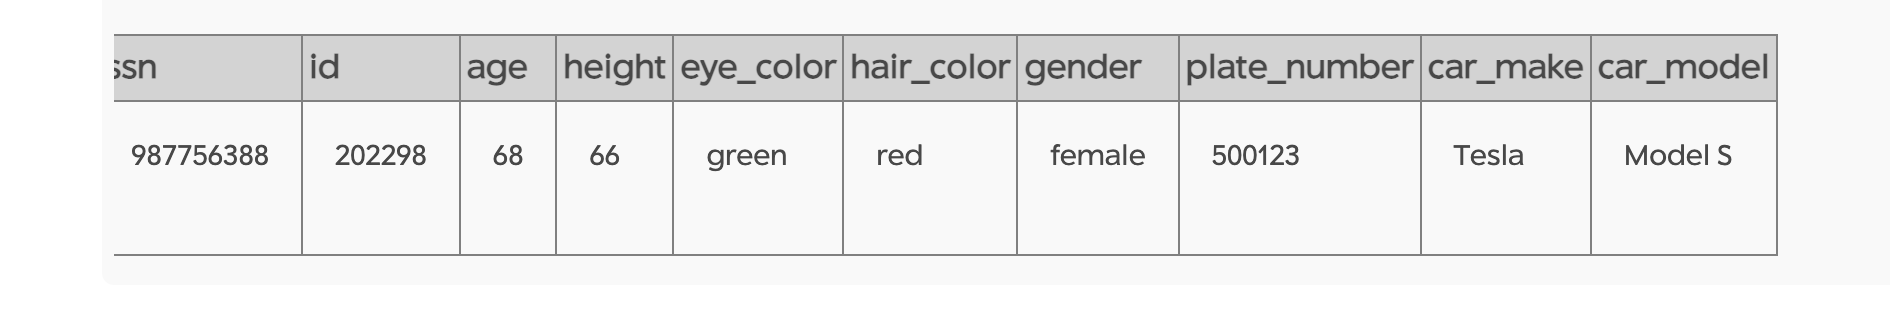 ssn id age height eye_color hair_color gender plate_number car_make car_model
987756388 202298 68 66 green red female 500123 Tesla Model S